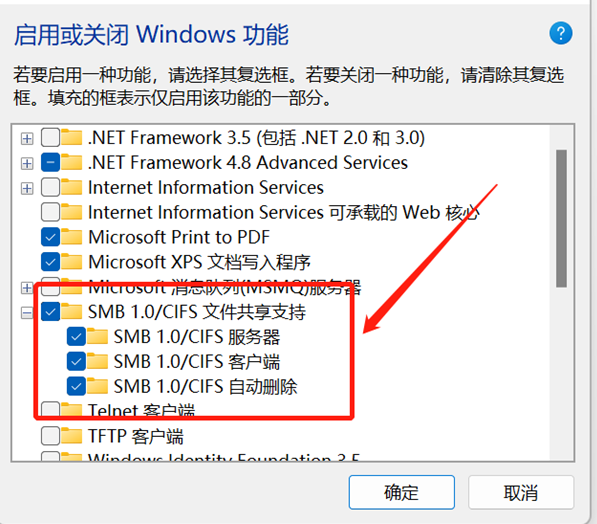 启用或关闭 Windows 功能
?
若要启用一种功能，请选择其复选框。若要关闭一种功能，请清除其复选
框。填充的框表示仅启用该功能的一部分。
.NET Framework 3.5 (包括 .NET 2.0 和 3.0)
.NET Framework 4.8 Advanced Services
Internet Information Services
Internet Information Services 可承载的 Web 核心
Microsoft Print to PDF
Microsoft XPS 文档写入程序
Microsoft 消息队列(MSMQ)服务器
SMB 1.0/CIFS 文件共享支持
SMB 1.0/CIFS 服务器
SMB 1.0/CIFS 客户端
SMB 1.0/CIFS 自动删除
Telnet 客户端
TFTP 客户端
Windows Identity Foundation 3.5
确定
取消